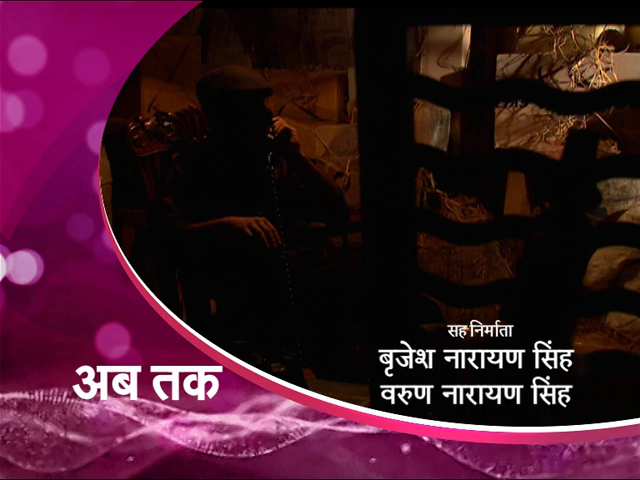 सह निर्माता
बृजेश नारायण सिंह
वरुण नारायण सिंह
अब तक